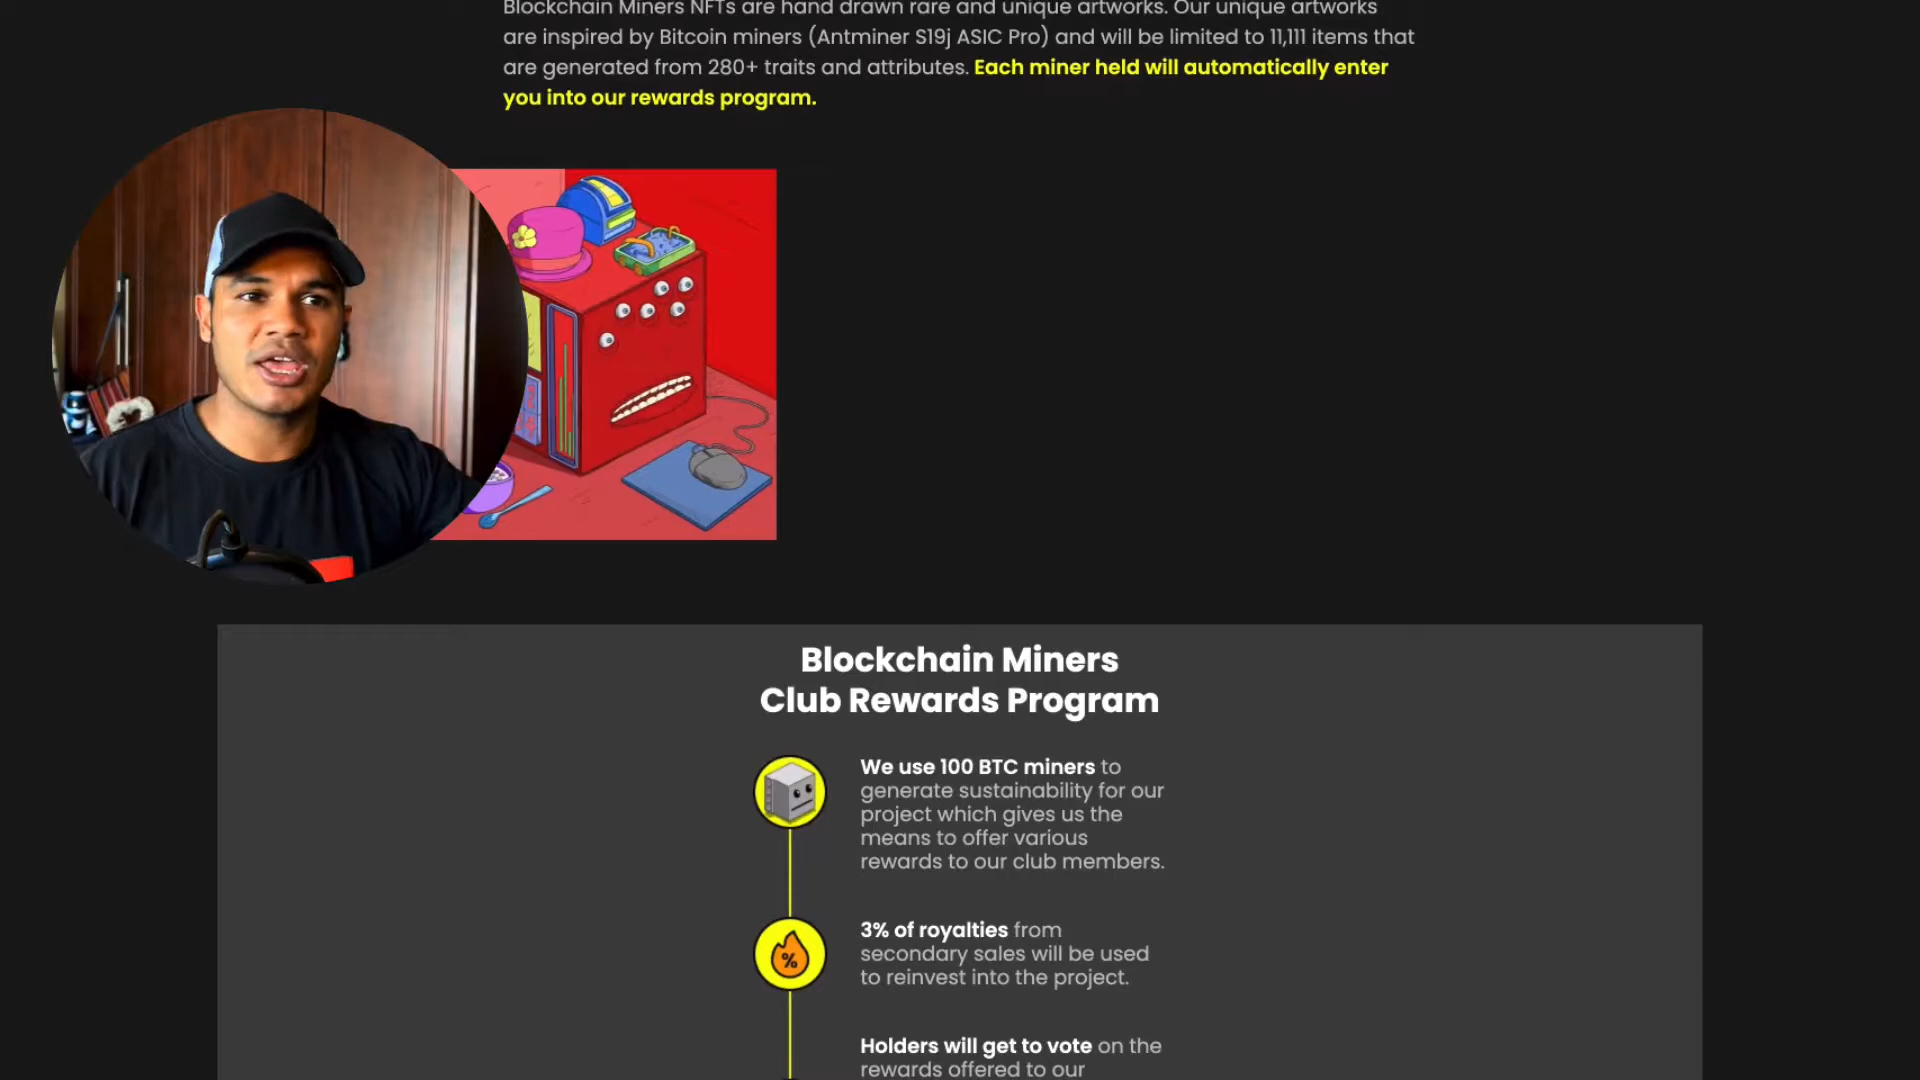 Blockchain Miners NFTs are hand drawn rare and unique artworks. Our unique artworks
are inspired by Bitcoin miners (Antminer S19j ASIC Pro) and will be limited to 11,111 items that
are generated from 280+ traits and attributes. Each miner held will automatically enter
you into our rewards program.
Blockchain Miners
Club Rewards Program
We use 100 BTC miners to
generate sustainability for our
project which gives us the
means to offer various
rewards to our club members.
%
3% of royalties from
secondary sales will be used
to reinvest into the project.
Holders will get to vote on the
rewards offered to our